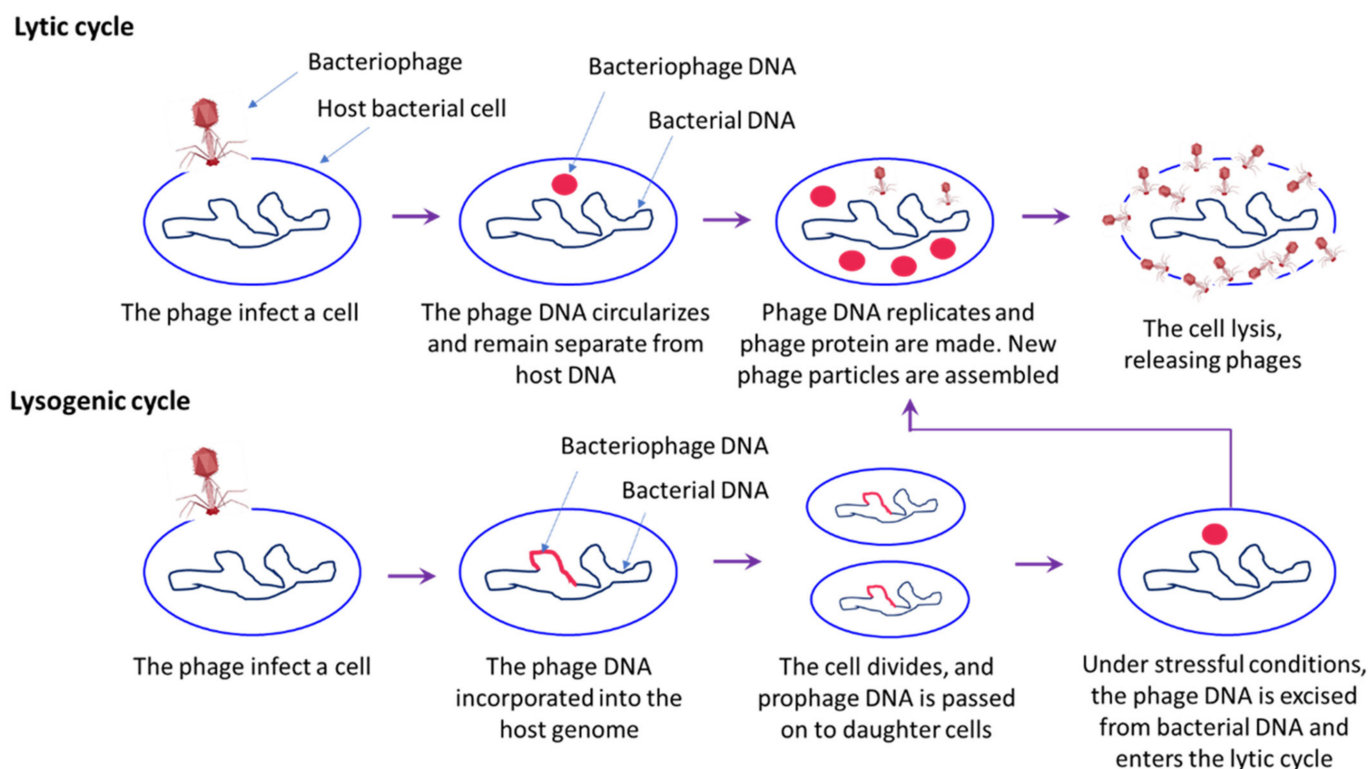 Lytic cycle
Bacteriophage
Host bacterial cell
Bacteriophage DNA
Bacterial DNA
The phage infect a cell
The phage DNA circularizes
and remain separate from
host DNA
Phage DNA replicates and
phage protein are made. New
phage particles are assembled
The cell lysis,
releasing phages
Lysogenic cycle
Bacteriophage DNA
Bacterial DNA
The phage infect a cell
The phage DNA
incorporated into the
host genome
The cell divides, and
prophage DNA is passed
on to daughter cells
Under stressful conditions,
the phage DNA is excised
from bacterial DNA and
enters the lytic cycle